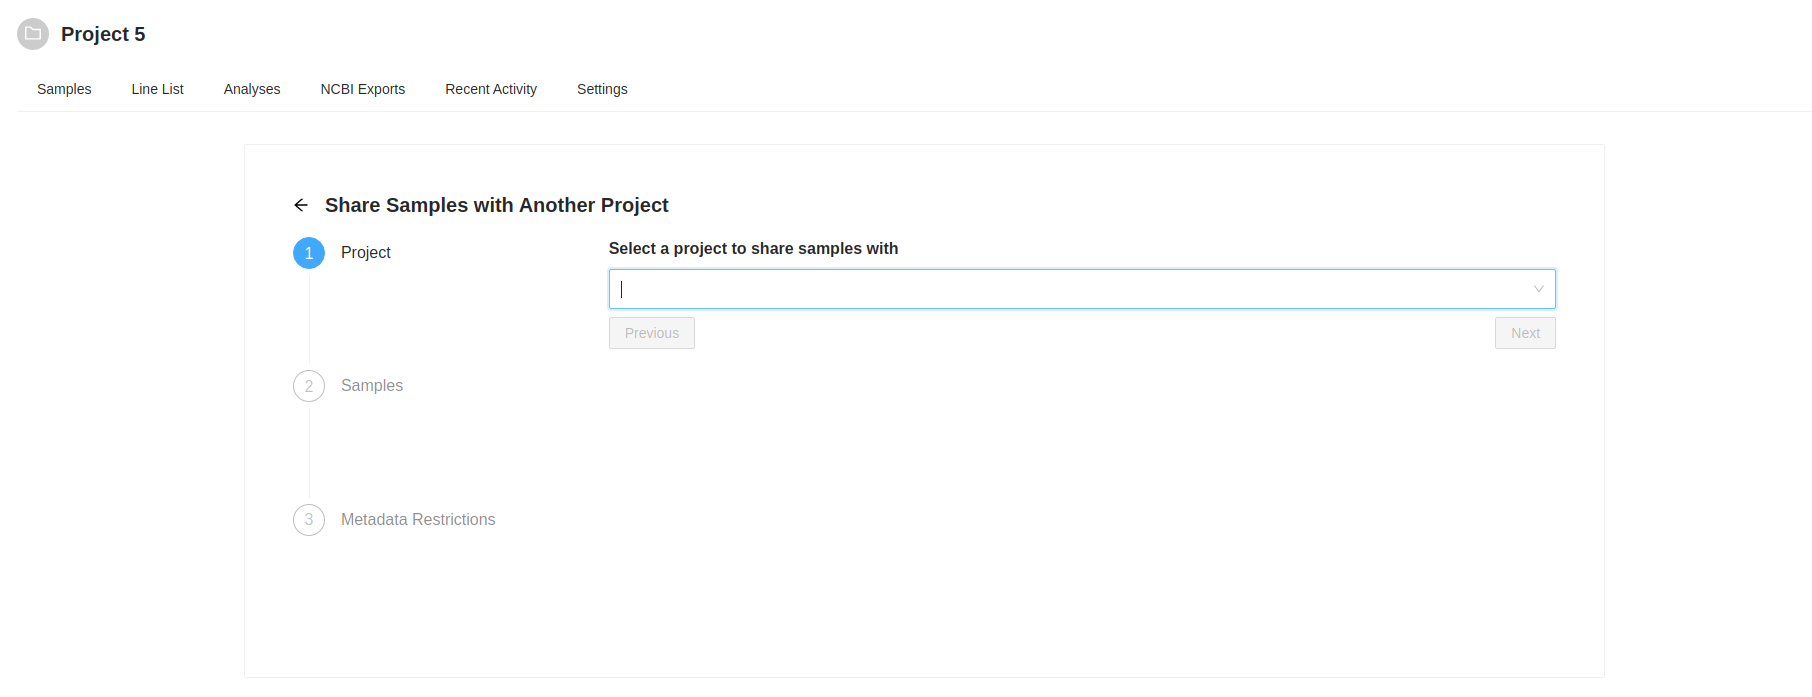 Project 5
Samples Line List Analyses NCBI Exports Recent Activity Settings
Share Samples with Another Project
1 Project
Select a project to share samples with
Previous Next
2 Samples
3 Metadata Restrictions